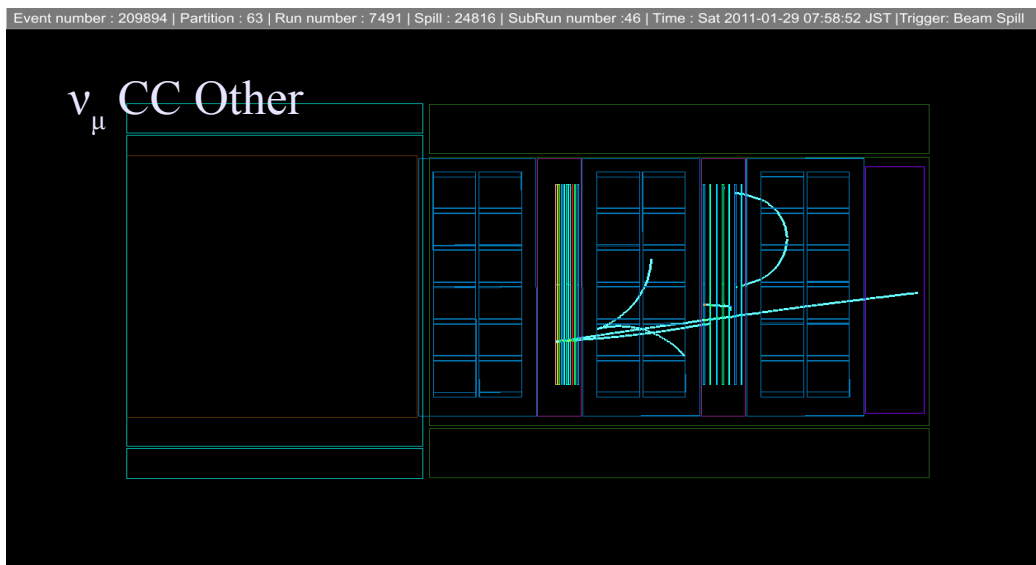 Event number : 209894 | Partition : 63 | Run number : 7491 | Spill : 24816 | SubRun number :46 | Time : Sat 2011-01-29 07:58:52 JST |Trigger: Beam Spill
νμ CC Other